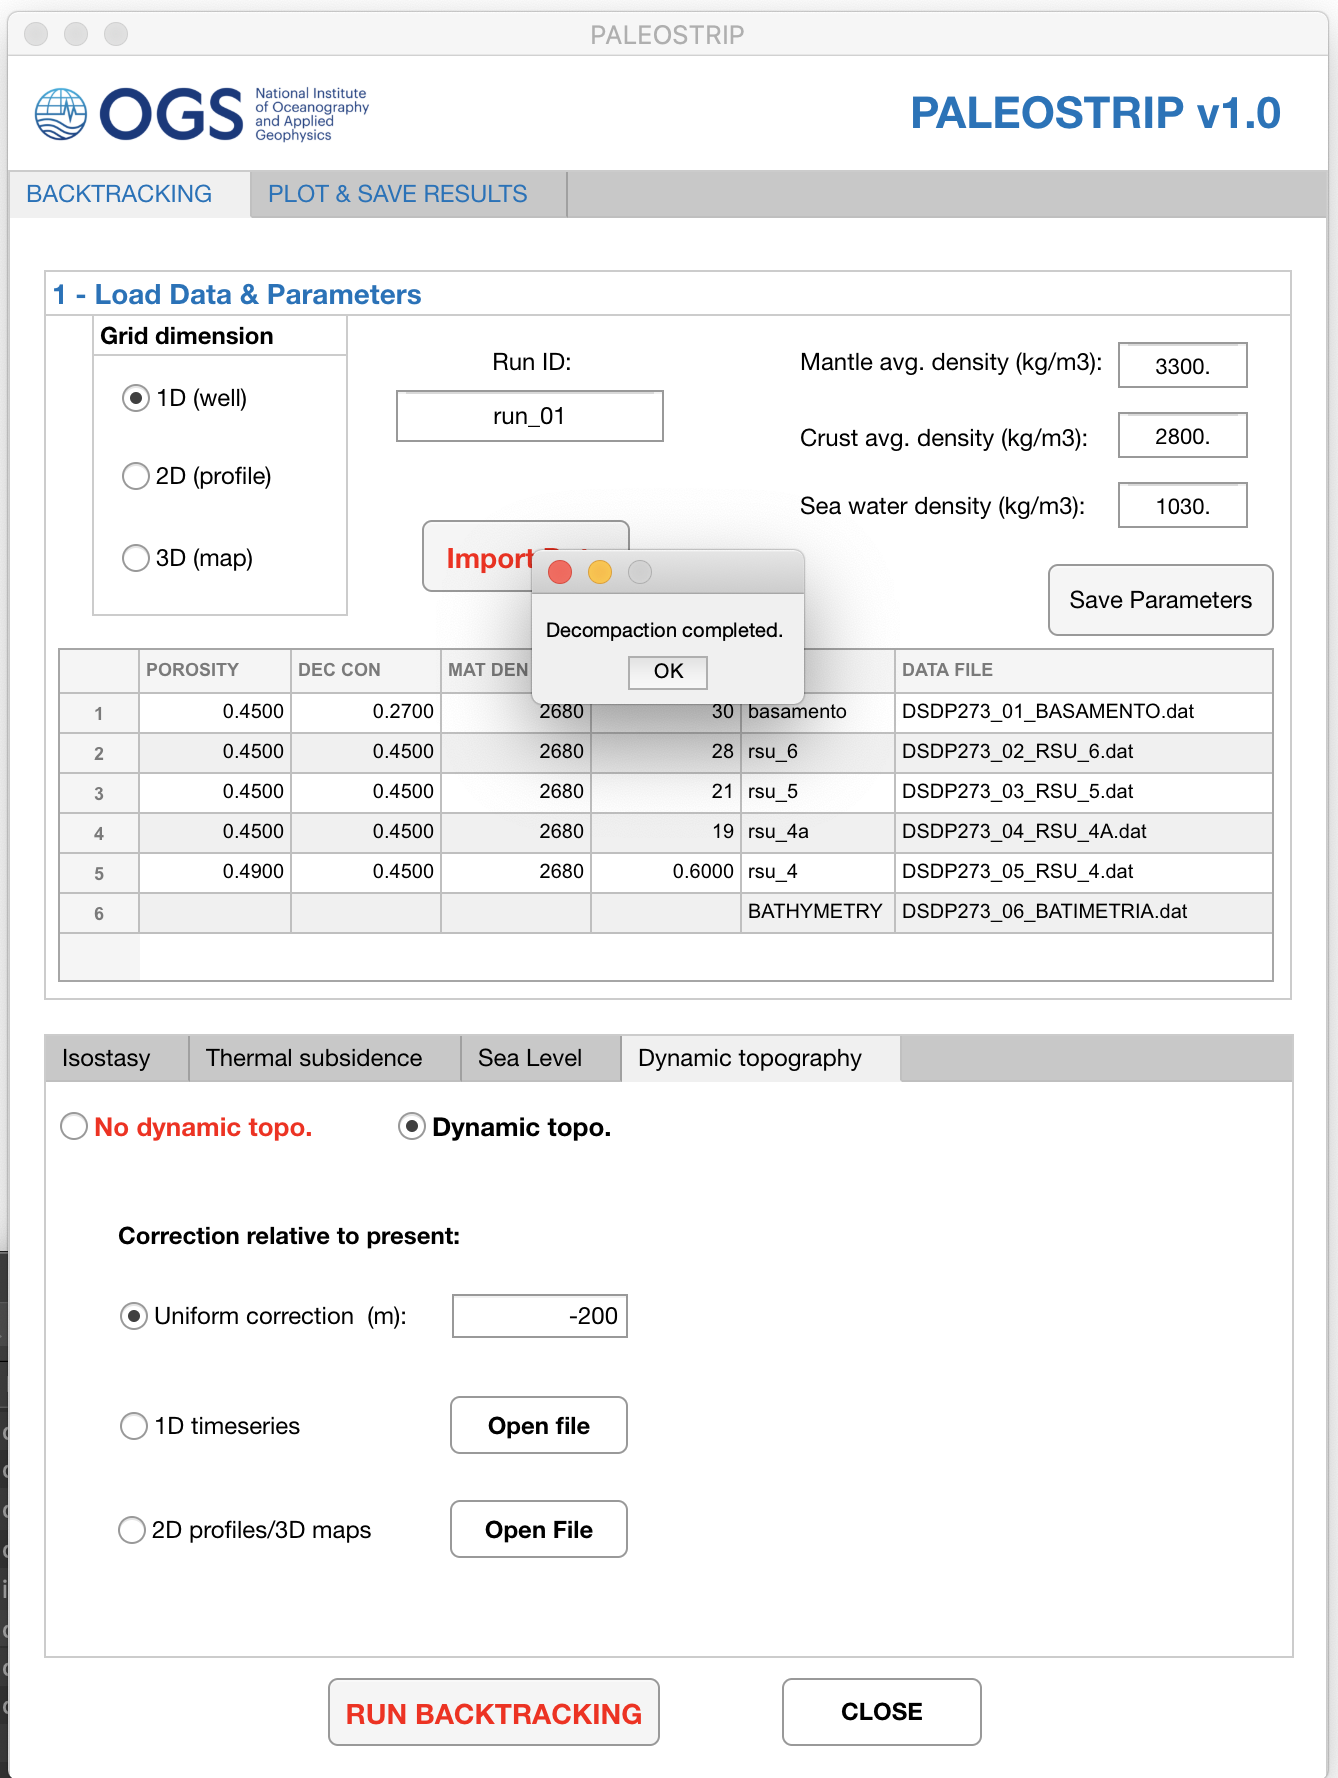 PALEOSTRIP
OGS
National Institute
of Oceanography
and Applied
Geophysics
PALEOSTRIP v1.0
BACKTRACKING
PLOT & SAVE RESULTS
1 - Load Data & Parameters
Grid dimension
1D (well)
2D (profile)
3D (map)
Run ID:
run_01
Mantle avg. density (kg/m3): 3300.
Crust avg. density (kg/m3): 2800.
Sea water density (kg/m3): 1030.
Import
Save Parameters
Decompaction completed.
OK
POROSITY DEC CON MAT DEN DATA FILE
1 0.4500 0.2700 2680 30 basamento DSDP273_01_BASAMENTO.dat
2 0.4500 0.4500 2680 28 rsu_6 DSDP273_02_RSU_6.dat
3 0.4500 0.4500 2680 21 rsu_5 DSDP273_03_RSU_5.dat
4 0.4500 0.4500 2680 19 rsu_4a DSDP273_04_RSU_4A.dat
5 0.4900 0.4500 2680 0.6000 rsu_4 DSDP273_05_RSU_4.dat
6 BATHYMETRY DSDP273_06_BATIMETRIA.dat
Isostasy Thermal subsidence Sea Level Dynamic topography
No dynamic topo. Dynamic topo.
Correction relative to present:
Uniform correction (m): -200
1D timeseries Open file
2D profiles/3D maps Open File
RUN BACKTRACKING CLOSE